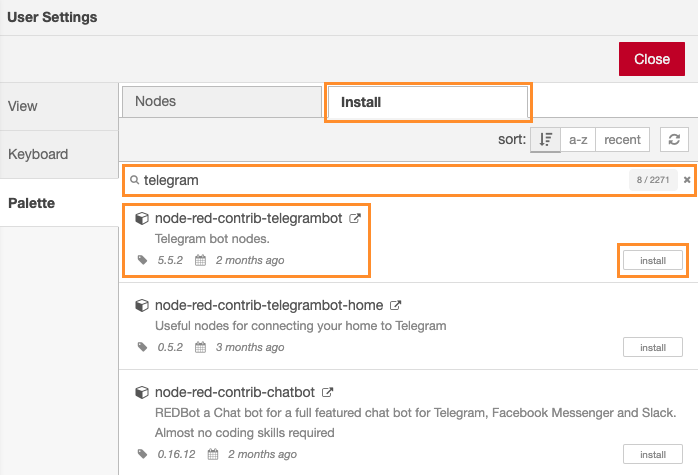 User Settings
Close
View
Keyboard
Palette
Nodes
Install
sort:
a-z
recent
telegram
8 / 2271
node-red-contrib-telegrambot
Telegram bot nodes.
5.5.2 2 months ago
install
node-red-contrib-telegrambot-home
Useful nodes for connecting your home to Telegram
0.5.2 3 months ago
install
node-red-contrib-chatbot
REDBot a Chat bot for a full featured chat bot for Telegram, Facebook Messenger and Slack.
Almost no coding skills required
0.16.12 2 months ago
install